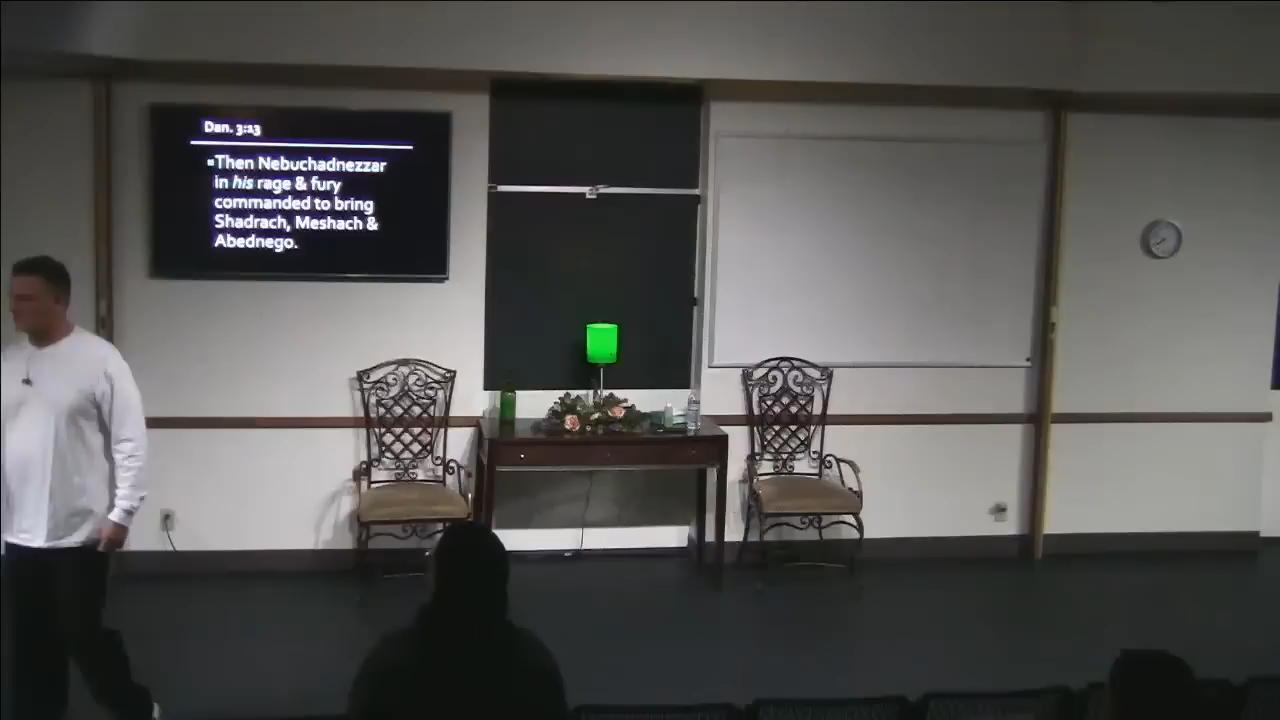 Dan. 3:13
▪Then Nebuchadnezzar
in his rage & fury
commanded to bring
Shadrach, Meshach &
Abednego.